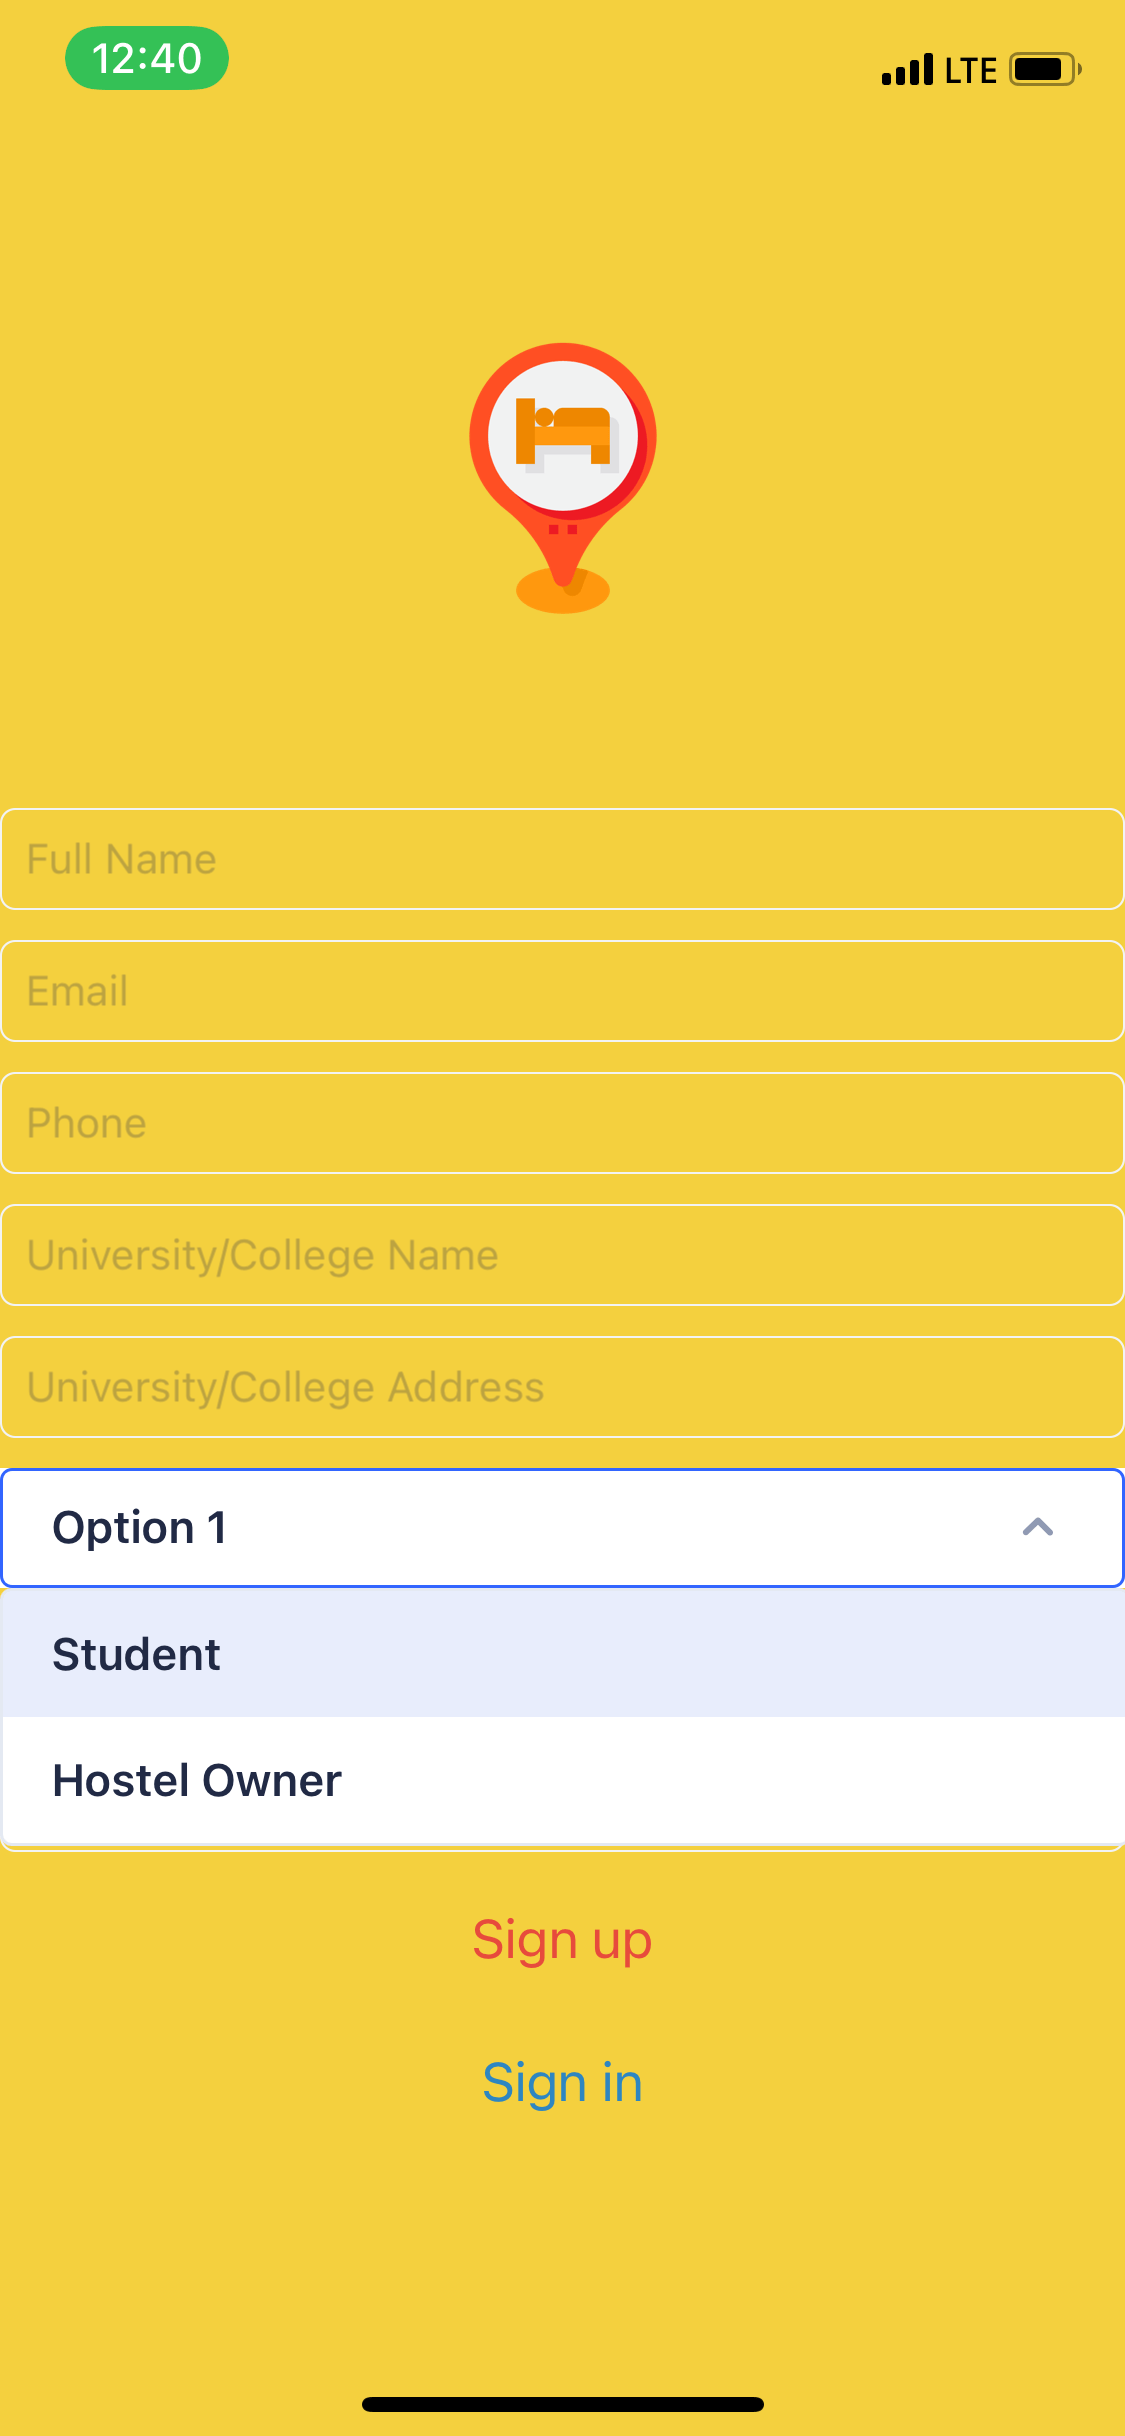 12:40
LTE
Full Name
Email
Phone
University/College Name
University/College Address
Option 1
Student
Hostel Owner
Sign up
Sign in